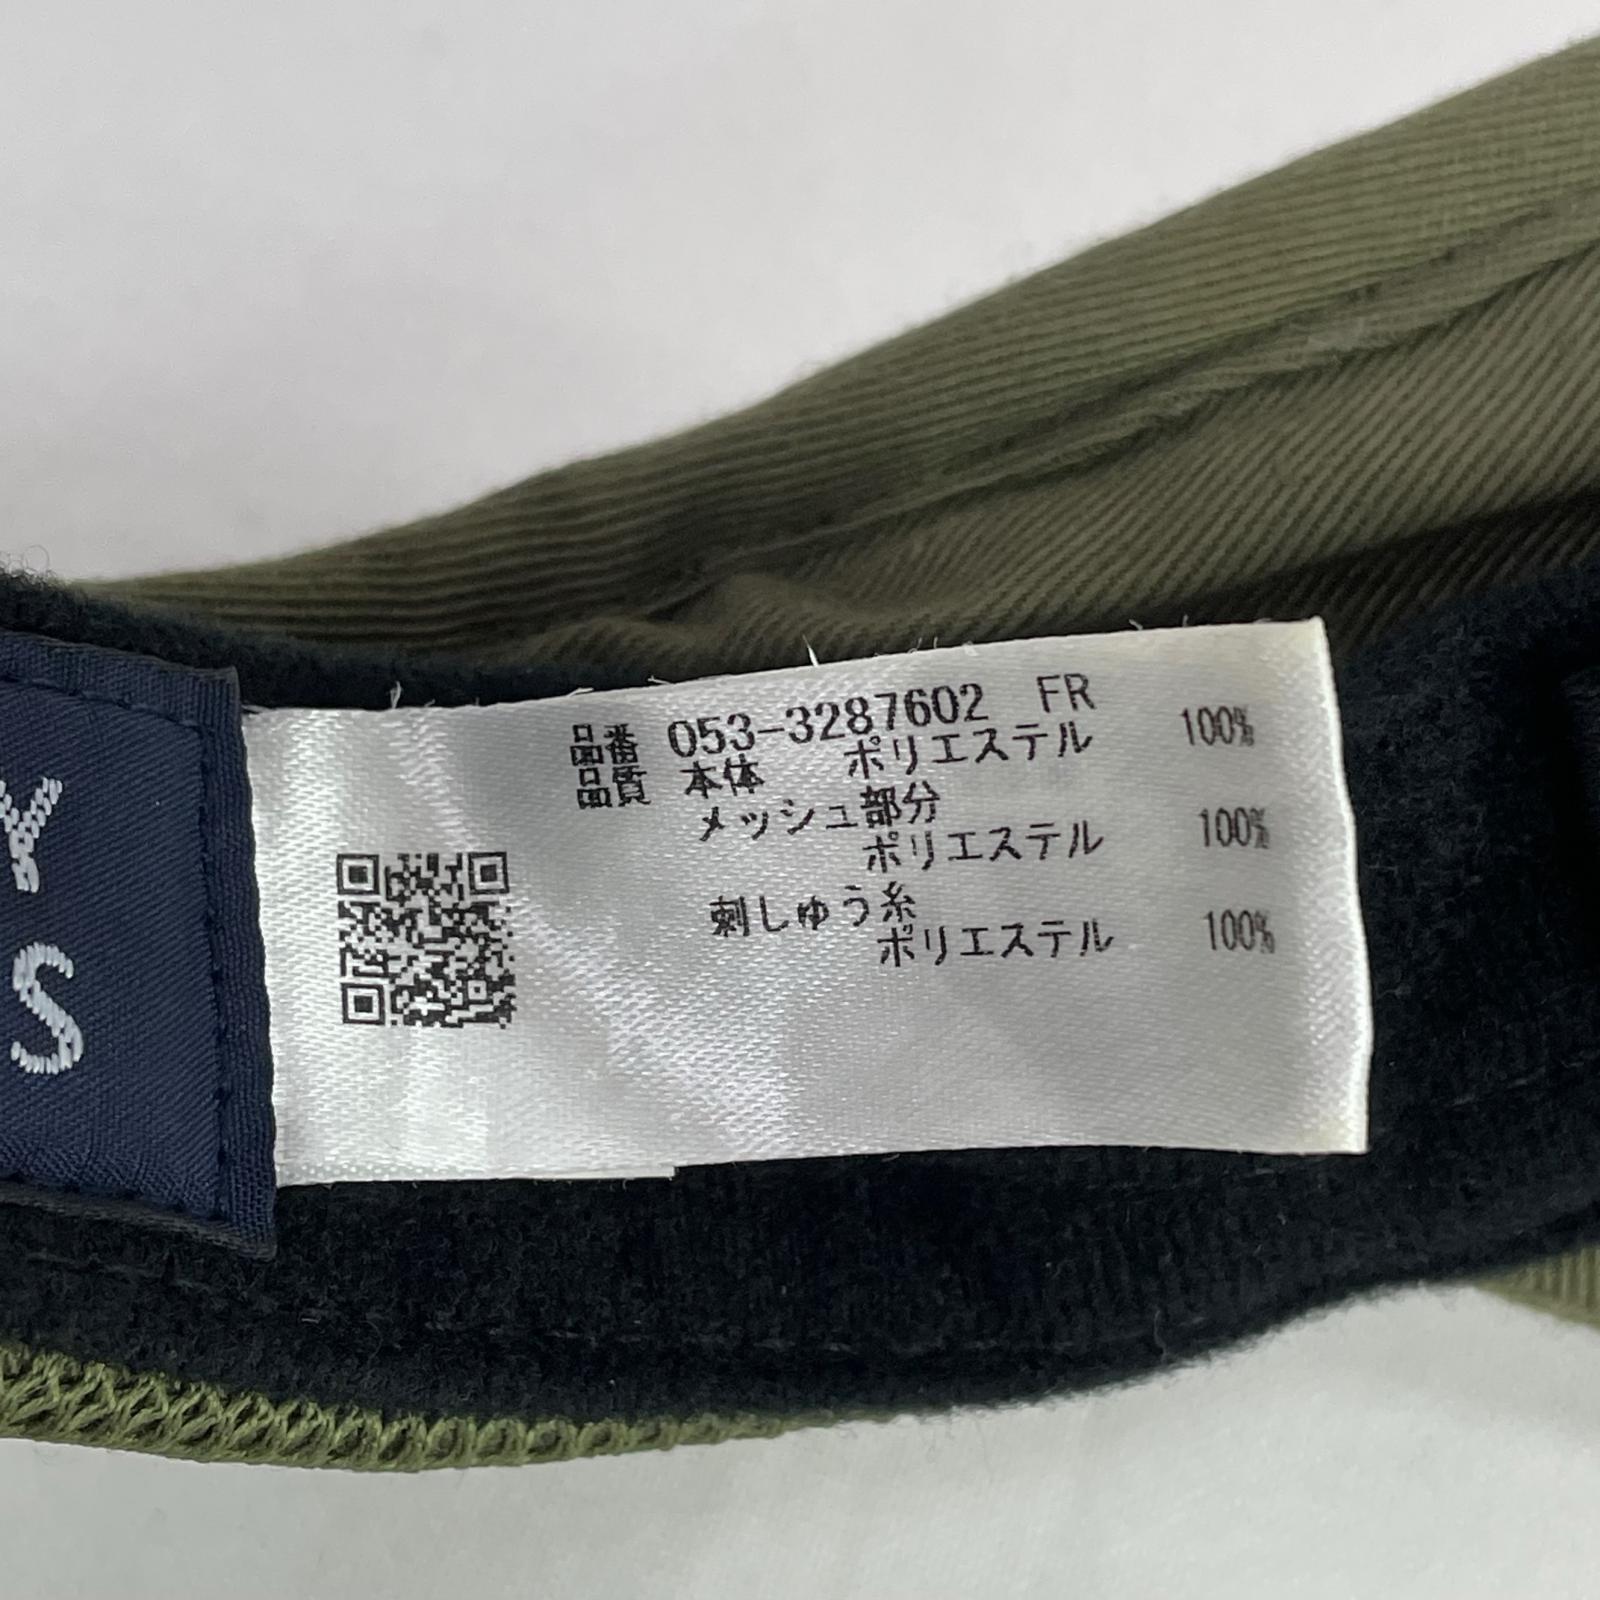 Y
S
品番 053-3287602 FR
品質 本体 ポリエステル 100%
メッシュ部分
ポリエステル 100%
刺しゅう糸
ポリエステル 100%